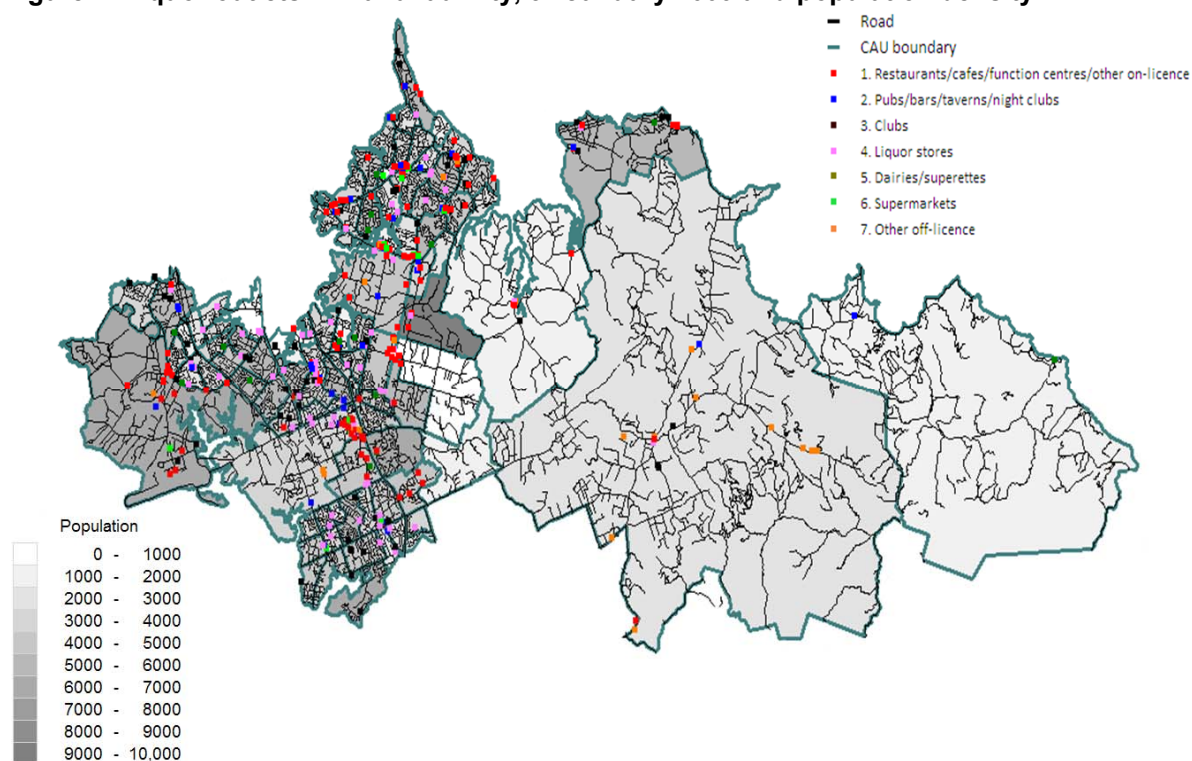 Road
CAU boundary
1. Restaurants/cafes/function centres/other on-licence
2. Pubs/bars/taverns/night clubs
3. Clubs
4. Liquor stores
5. Dairies/superettes
6. Supermarkets
7. Other off-licence
Population
0 - 1000
1000 - 2000
2000 - 3000
3000 - 4000
4000 - 5000
5000 - 6000
6000 - 7000
7000 - 8000
8000 - 9000
9000 - 10,000